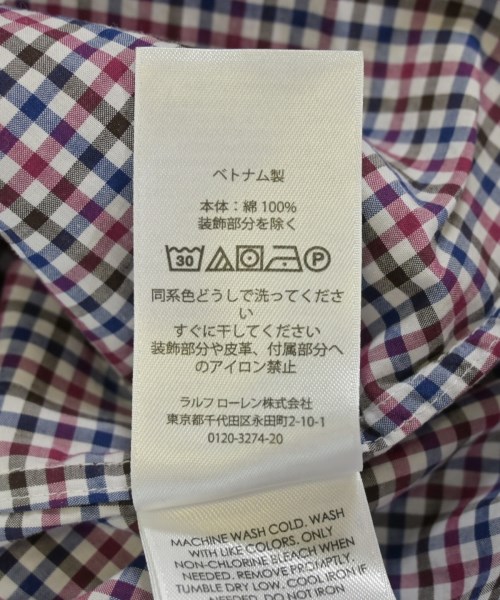 ベトナム製
本体：綿 100%
装飾部分を除く
30 P
同系色どうしで洗ってくださ
い
すぐに干してください
装飾部分や皮革、付属部分へ
のアイロン禁止
ラルフ ローレン株式会社
東京都千代田区永田町2-10-1
0120-3274-20
MACHINE WASH COLD. WASH
WITH LIKE COLORS. ONLY
NON-CHLORINE BLEACH WHEN
NEEDED. REMOVE PROMPTLY.
TUMBLE DRY LOW. COOL IRON IF
NEEDED. DO NOT IRON